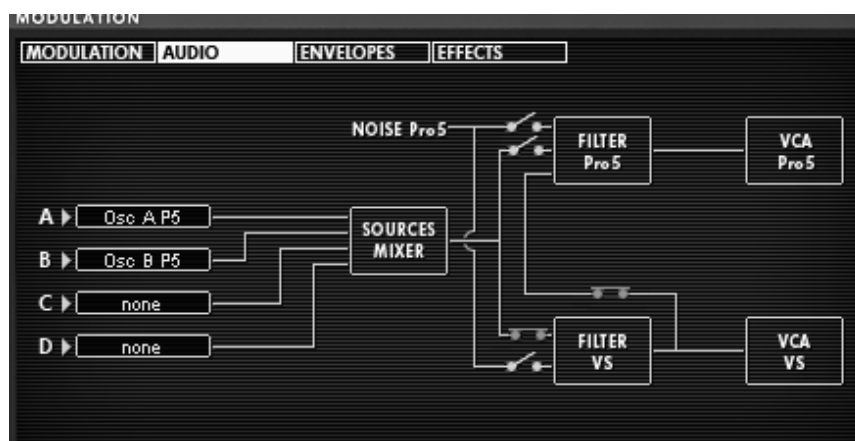 MODULATION
MODULATION AUDIO ENVELOPES EFFECTS
NOISE Pro5
FILTER
Pro5
VCA
Pro5
A Osc A P5
B Osc B P5
C none
D none
SOURCES
MIXER
FILTER
VS
VCA
VS